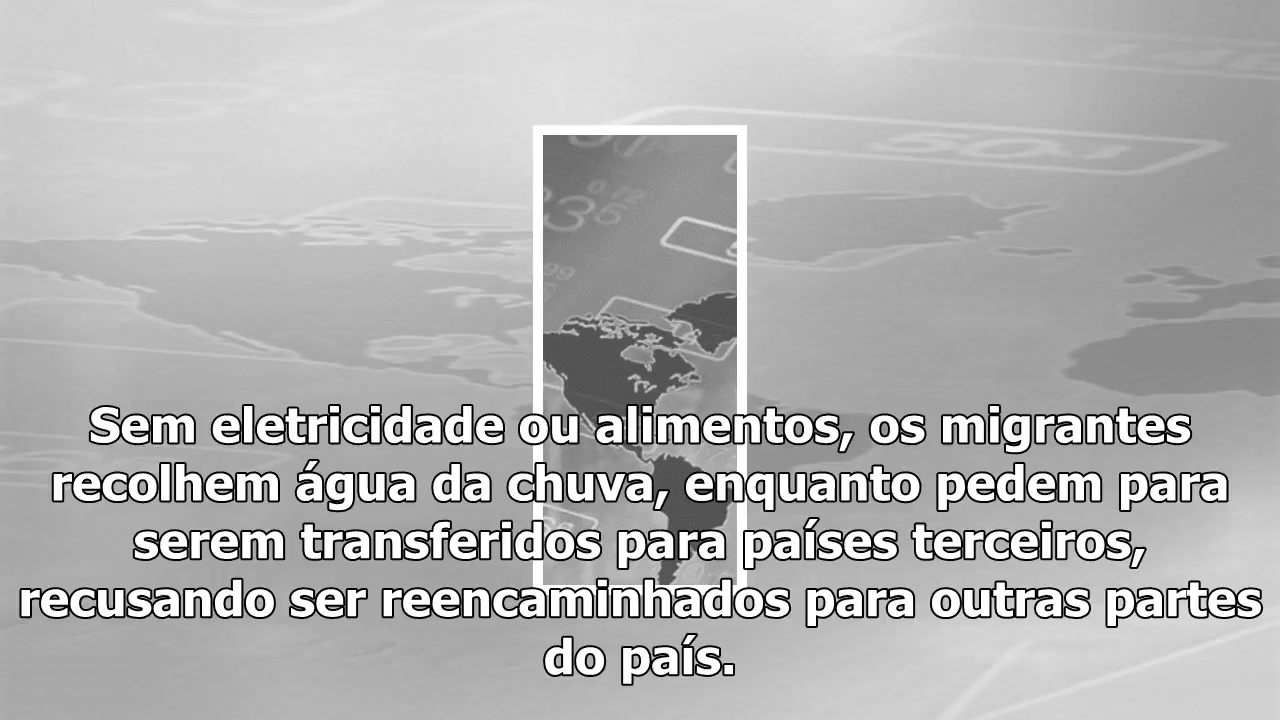 Sem eletricidade ou alimentos, os migrantes
recolhem água da chuva, enquanto pedem para
serem transferidos para países terceiros,
recusando ser reencaminhados para outras partes
do país.